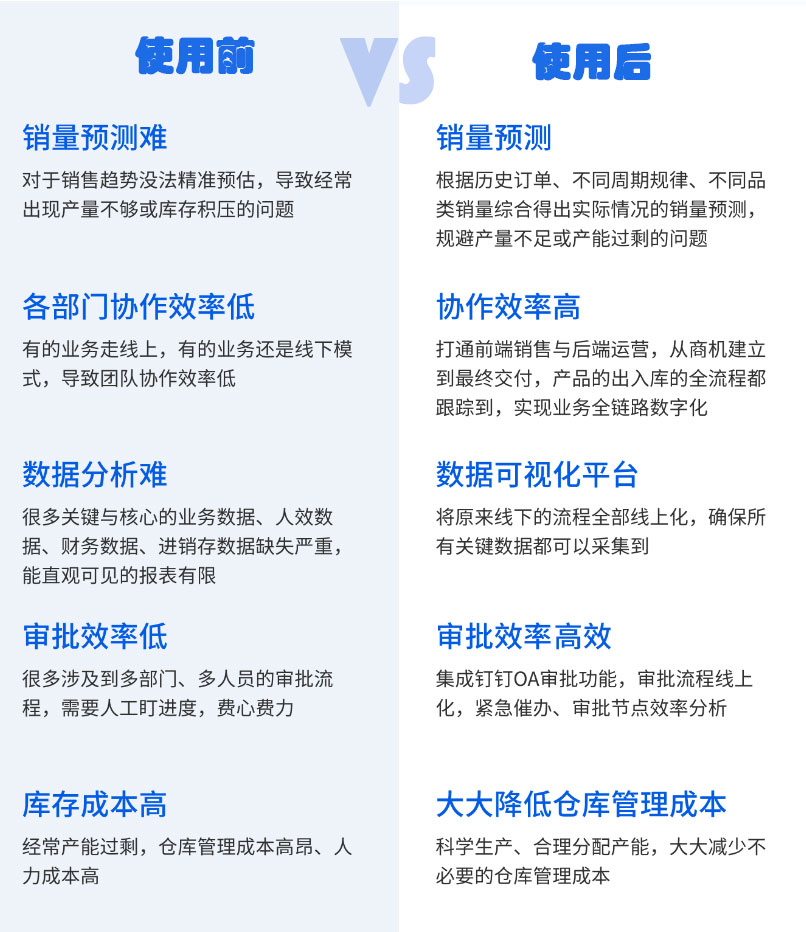 使用前
VS
使用后
销量预测难
对于销售趋势没法精准预估，导致经常
出现产量不够或库存积压的问题
销量预测
根据历史订单、不同周期规律、不同品
类销量综合得出实际情况的销量预测，
规避产量不足或产能过剩的问题
各部门协作效率低
有的业务走线上，有的业务还是线下模
式，导致团队协作效率低
协作效率高
打通前端销售与后端运营，从商机建立
到最终交付，产品的出入库的全流程都
跟踪到，实现业务全链路数字化
数据分析难
很多关键与核心的业务数据、人效数
据、财务数据、进销存数据缺失严重，
能直观可见的报表有限
数据可视化平台
将原来线下的流程全部线上化，确保所
有关键数据都可以采集到
审批效率低
很多涉及到多部门、多人员的审批流
程，需要人工盯进度，费心费力
审批效率高效
集成钉钉OA审批功能，审批流程线上
化，紧急催办、审批节点效率分析
库存成本高
经常产能过剩，仓库管理成本高昂、人
力成本高
大大降低仓库管理成本
科学生产、合理分配产能，大大减少不
必要的仓库管理成本